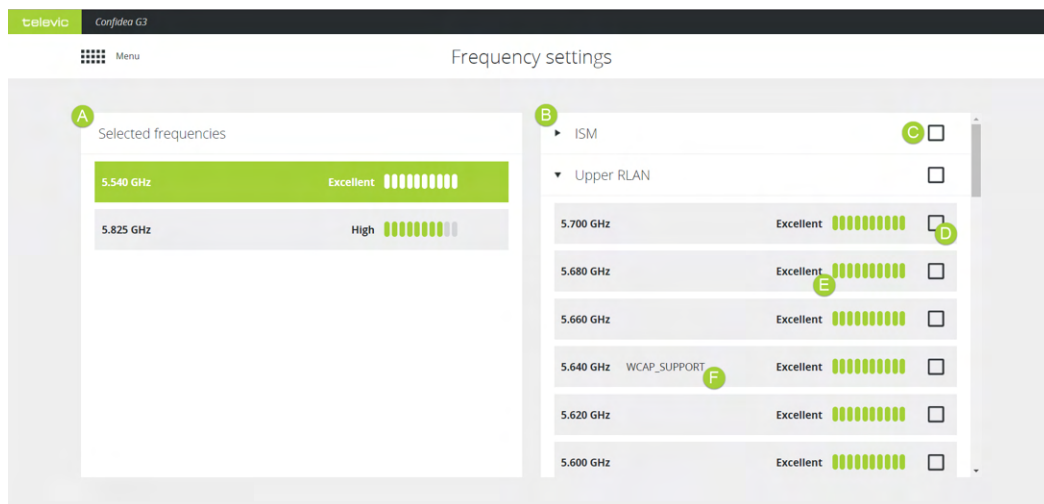 televic Confidea G3
Menu
Frequency settings
A
Selected frequencies
5.540 GHz Excellent
5.825 GHz High
B
ISM C
Upper RLAN
5.700 GHz Excellent
D
5.680 GHz Excellent
E
5.660 GHz Excellent
5.640 GHz WCAP_SUPPORT Excellent
F
5.620 GHz Excellent
5.600 GHz Excellent